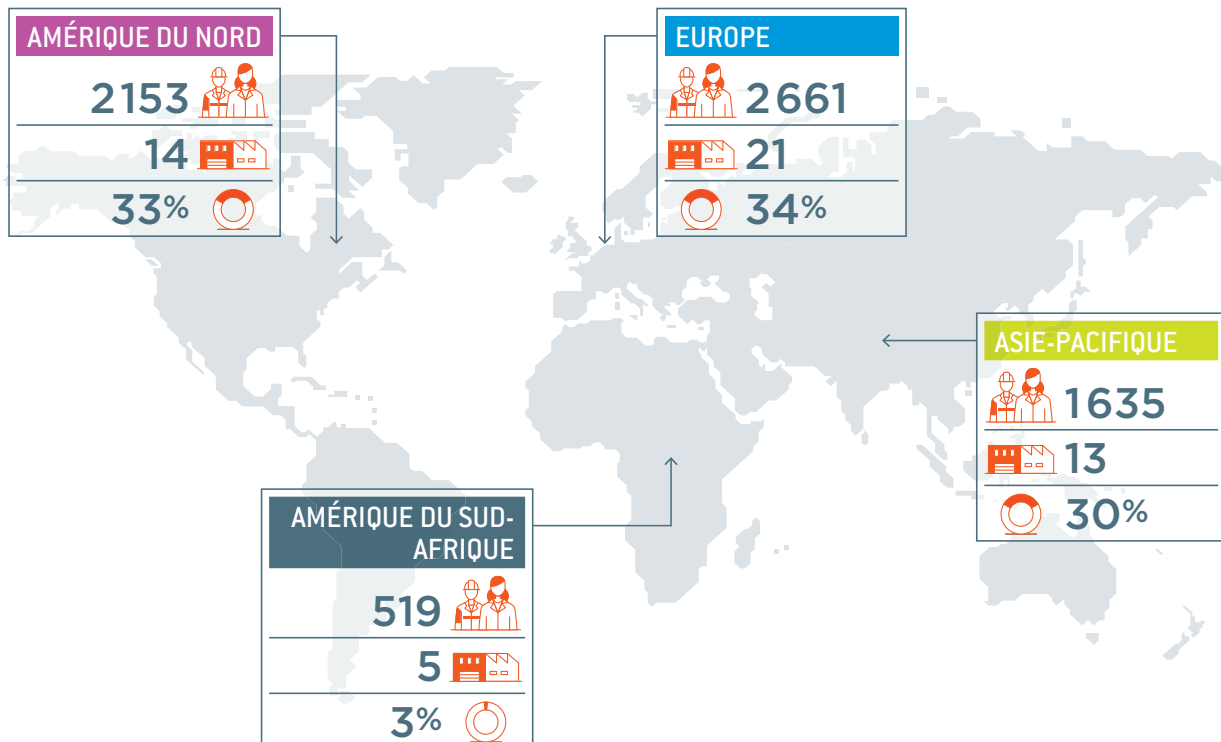 AMÉRIQUE DU NORD
2153
14
33%
EUROPE
2661
21
34%
ASIE-PACIFIQUE
1635
13
30%
AMÉRIQUE DU SUD-
AFRIQUE
519
5
3%